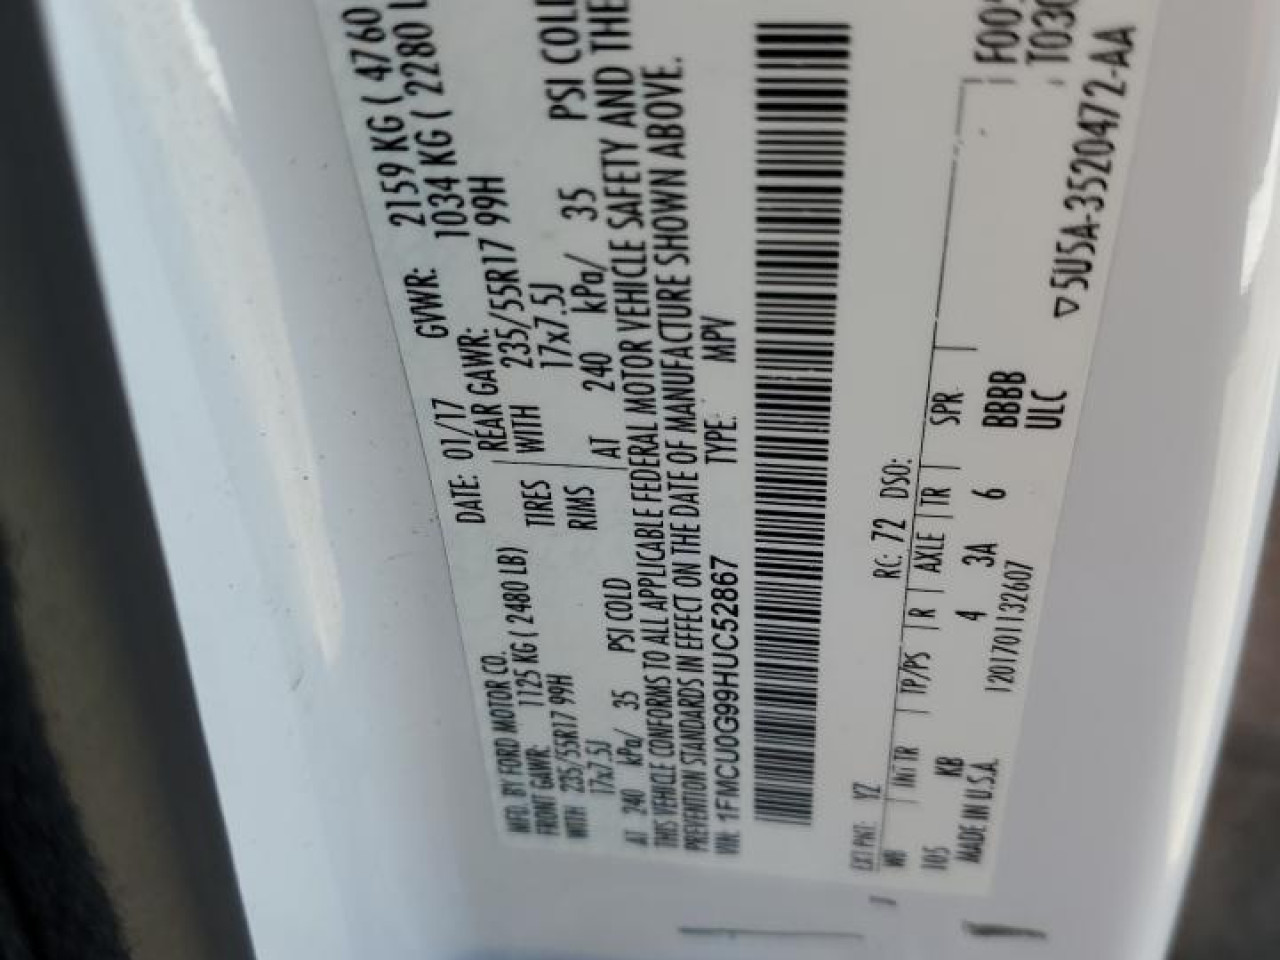 MFD. BY FORD MOTOR CO.
DATE: 01/17 GVWR: 2159 KG ( 4760
FRONT GAWR: 1125 KG ( 2480 LB) REAR GAWR: 1034 KG ( 2280 L
WITH 235/55R17 99H TIRES WITH 235/55R17 99H
17x7.5J RIMS 17x7.5J
AT 240 kPa/ 35 PSI COLD AT 240 kPa/ 35 PSI COLD
THIS VEHICLE CONFORMS TO ALL APPLICABLE FEDERAL MOTOR VEHICLE SAFETY AND THE
PREVENTION STANDARDS IN EFFECT ON THE DATE OF MANUFACTURE SHOWN ABOVE.
VIN: 1FMCU0G99HUC52867 TYPE: MPV
EXT PNT: YZ RC: 72 DSO:
WB INT TR TP/PS R AXLE TR SPR
105 KB 4 3A 6 BBBB
MADE IN U.S.A. 1201701132607 ULC
F005
T030
▽5U5A-3520472-AA